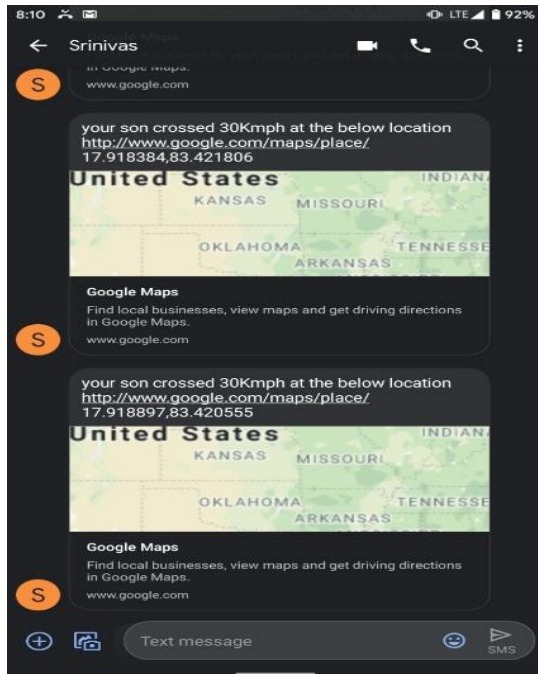 8:10
LTE 92%
Srinivas
in Google Maps.
www.google.com
S
your son crossed 30Kmph at the below location
http://www.google.com/maps/place/
17.918384,83.421806
United States
INDIAN
KANSAS
MISSOURI
OKLAHOMA
TENNESSE
ARKANSAS
Google Maps
Find local businesses, view maps and get driving directions
in Google Maps.
www.google.com
S
your son crossed 30Kmph at the below location
http://www.google.com/maps/place/
17.918897,83.420555
United States
INDIAN
KANSAS
MISSOURI
OKLAHOMA
TENNESSE
ARKANSAS
Google Maps
Find local businesses, view maps and get driving directions
in Google Maps.
www.google.com
S
Text message
SMS